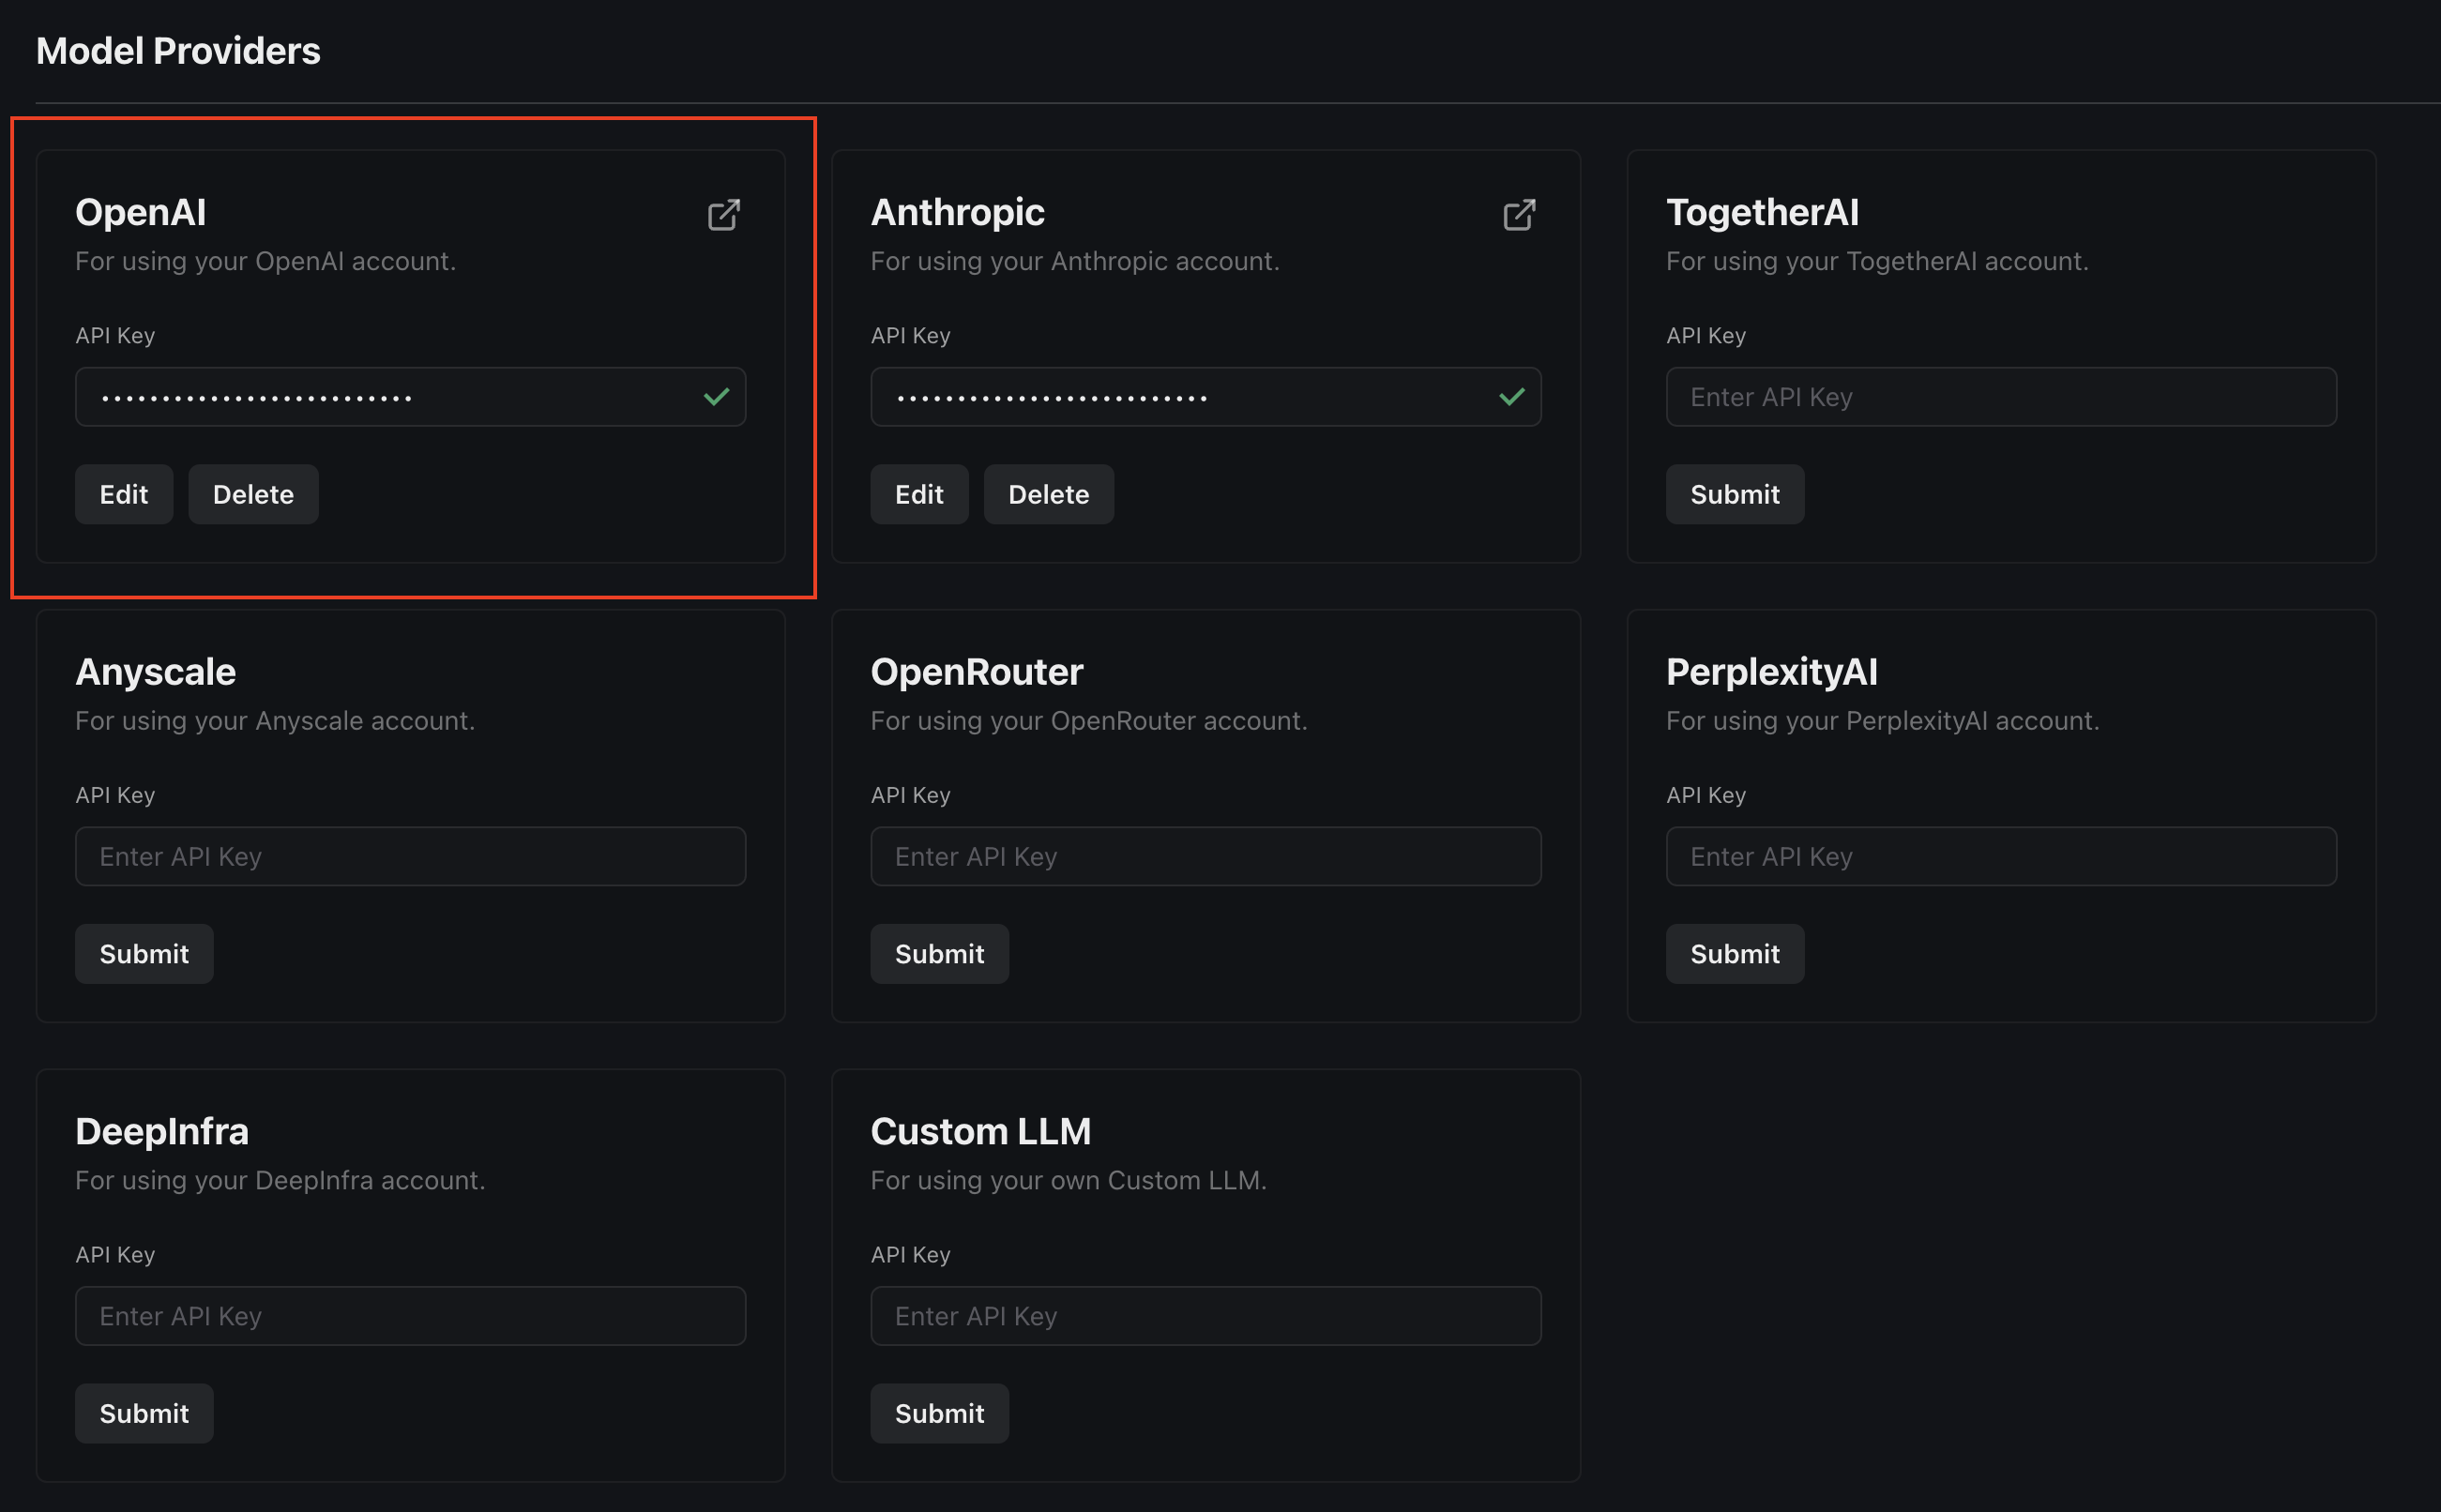 Model Providers
OpenAI
For using your OpenAI account.
API Key
••••••••••••••••••••••••••
Edit
Delete
Anthropic
For using your Anthropic account.
API Key
••••••••••••••••••••••••••
Edit
Delete
TogetherAI
For using your TogetherAI account.
API Key
Enter API Key
Submit
Anyscale
For using your Anyscale account.
API Key
Enter API Key
Submit
OpenRouter
For using your OpenRouter account.
API Key
Enter API Key
Submit
PerplexityAI
For using your PerplexityAI account.
API Key
Enter API Key
Submit
DeepInfra
For using your DeepInfra account.
API Key
Enter API Key
Submit
Custom LLM
For using your own Custom LLM.
API Key
Enter API Key
Submit